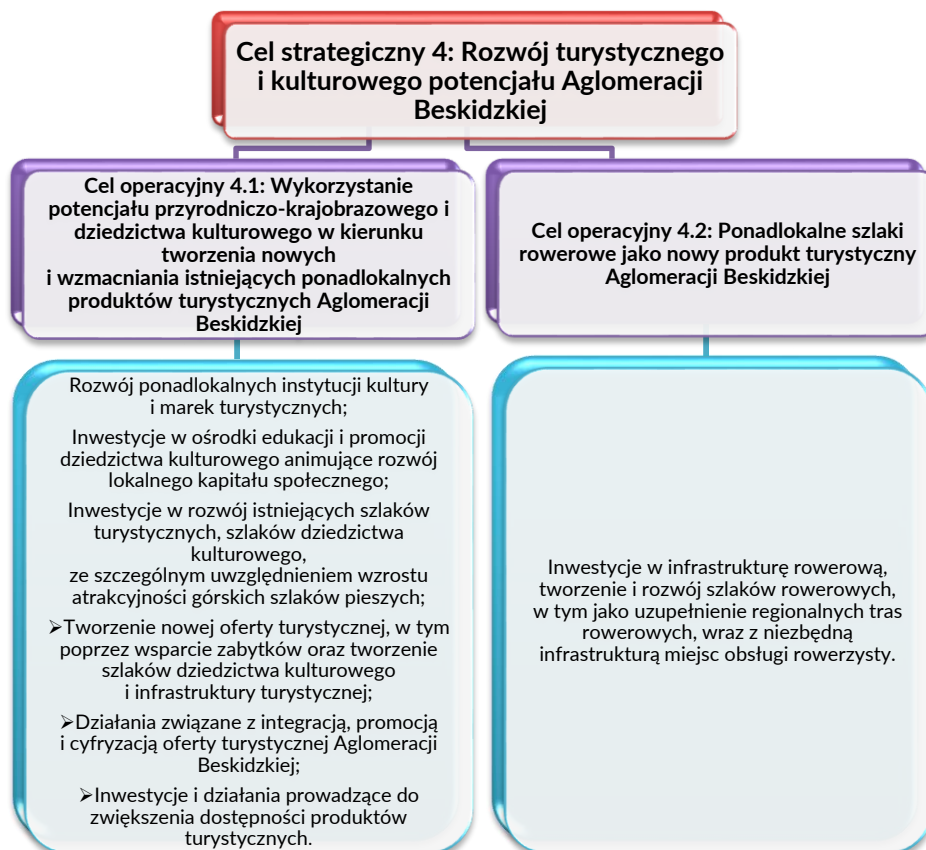 Cel strategiczny 4: Rozwój turystycznego
i kulturowego potencjału Aglomeracji
Beskidzkiej
Cel operacyjny 4.1: Wykorzystanie
potencjału przyrodniczo-krajobrazowego i
dziedzictwa kulturowego w kierunku
tworzenia nowych
i wzmacniania istniejących ponadlokalnych
produktów turystycznych Aglomeracji
Beskidzkiej
Rozwój ponadlokalnych instytucji kultury
i marek turystycznych;
Inwestycje w ośrodki edukacji i promocji
dziedzictwa kulturowego animujące rozwój
lokalnego kapitału społecznego;
Inwestycje w rozwój istniejących szlaków
turystycznych, szlaków dziedzictwa
kulturowego,
ze szczególnym uwzględnieniem wzrostu
atrakcyjności górskich szlaków pieszych;
➢Tworzenie nowej oferty turystycznej, w tym
poprzez wsparcie zabytków oraz tworzenie
szlaków dziedzictwa kulturowego
i infrastruktury turystycznej;
➢Działania związane z integracją, promocją
i cyfryzacją oferty turystycznej Aglomeracji
Beskidzkiej;
➢Inwestycje i działania prowadzące do
zwiększenia dostępności produktów
turystycznych.
Cel operacyjny 4.2: Ponadlokalne szlaki
rowerowe jako nowy produkt turystyczny
Aglomeracji Beskidzkiej
Inwestycje w infrastrukturę rowerową,
tworzenie i rozwój szlaków rowerowych,
w tym jako uzupełnienie regionalnych tras
rowerowych, wraz z niezbędną
infrastrukturą miejsc obsługi rowerzysty.